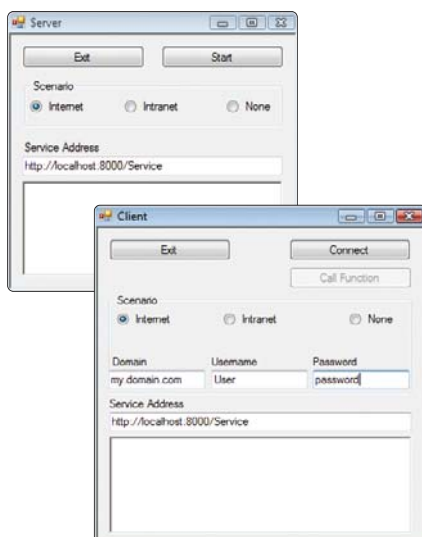 Server
Exit
Start
Scenario
Internet
Intranet
None
Service Address
http://localhost:8000/Service
Client
Exit
Connect
Call Function
Scenario
Internet
Intranet
None
Domain
Username
Password
my.domain.com
User
password
Service Address
http://localhost:8000/Service